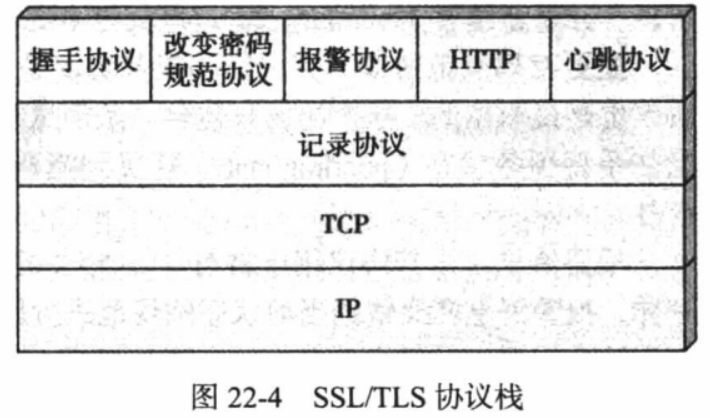 握手协议
改变密码
规范协议
报警协议
HTTP
心跳协议
记录协议
TCP
IP
图 22-4 SSL/TLS 协议栈